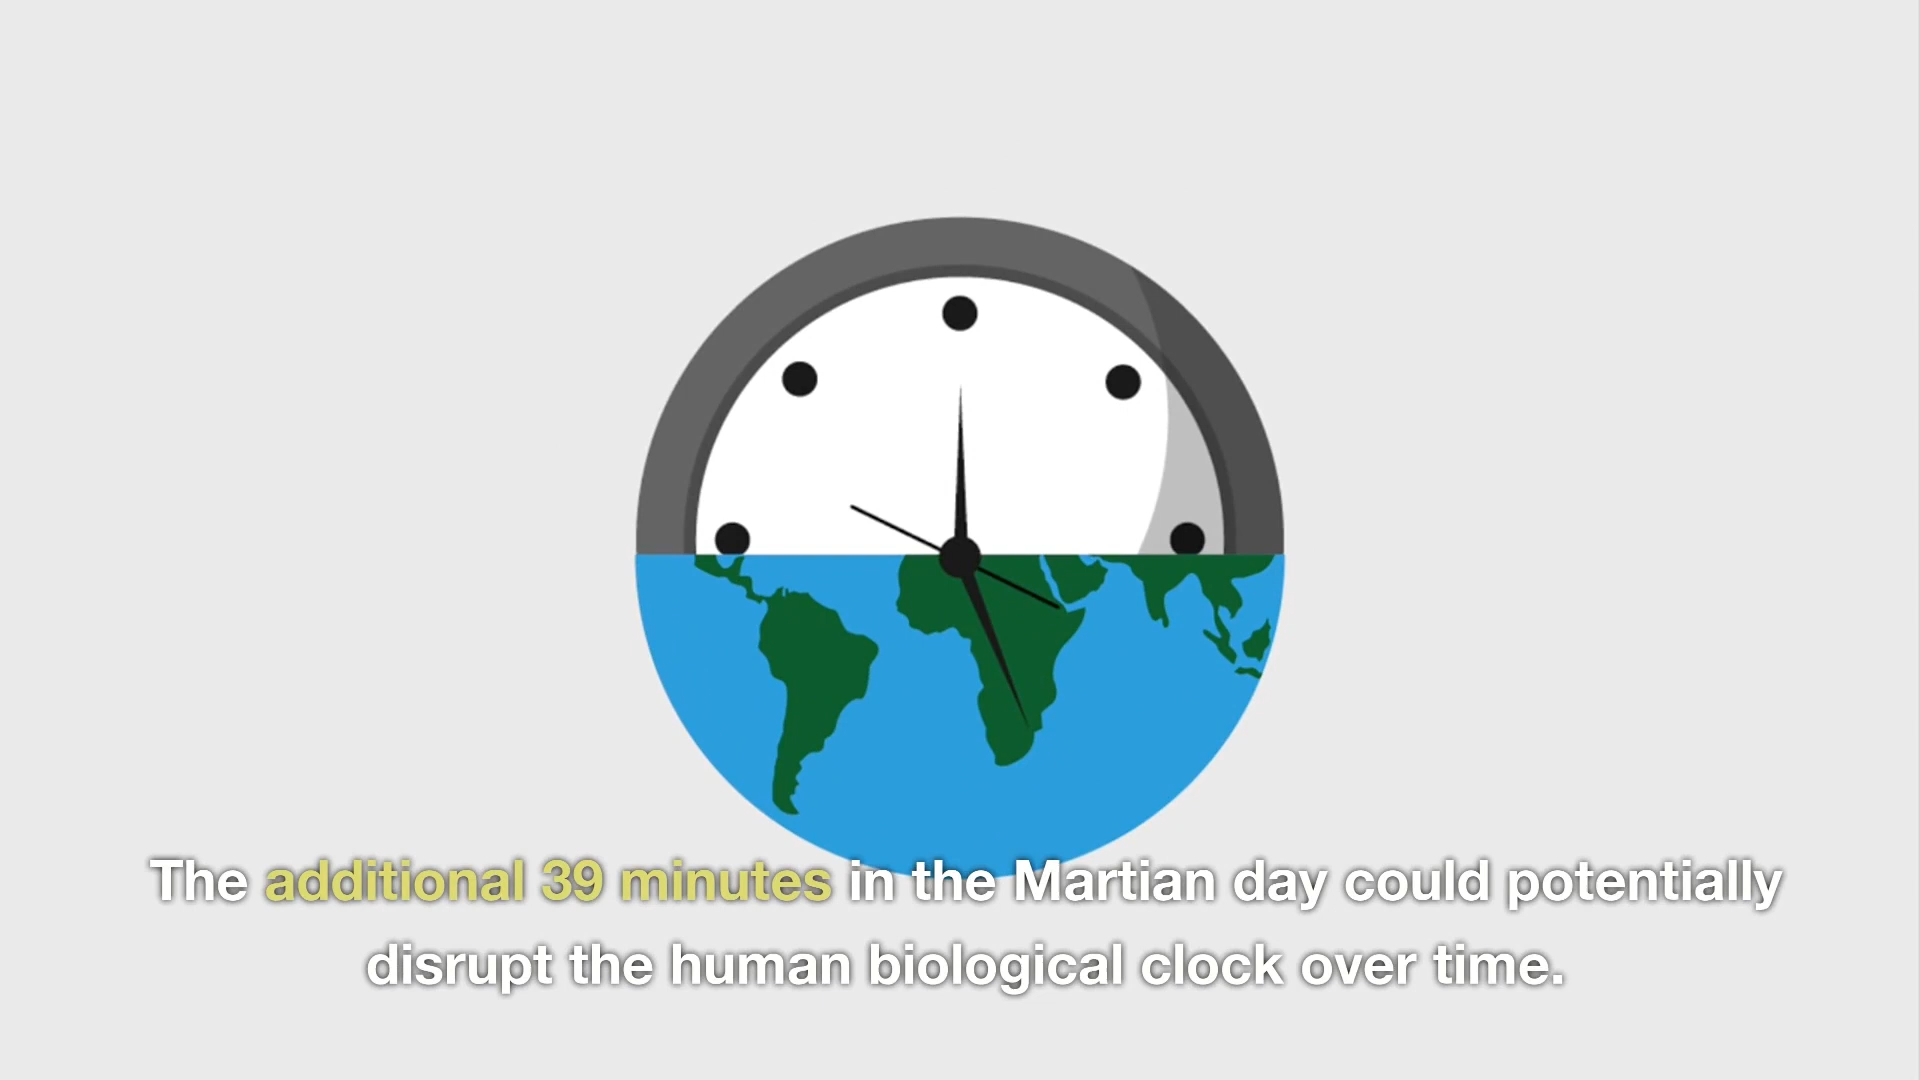 The additional 39 minutes in the Martian day could potentially
disrupt the human biological clock over time.